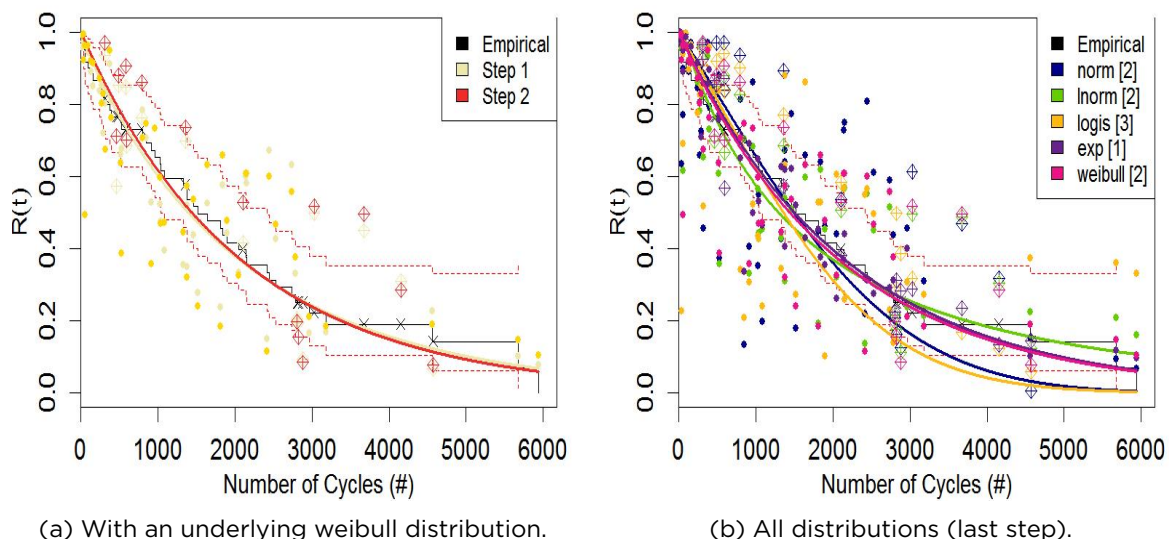 R(t)
1.0
0.8
0.6
0.4
0.2
0.0
Empirical
Step 1
Step 2
0 1000 2000 3000 4000 5000 6000
Number of Cycles (#)
(a) With an underlying weibull distribution.
R(t)
1.0
0.8
0.6
0.4
0.2
0.0
Empirical
norm [2]
lnorm [2]
logis [3]
exp [1]
weibull [2]
0 1000 2000 3000 4000 5000 6000
Number of Cycles (#)
(b) All distributions (last step).